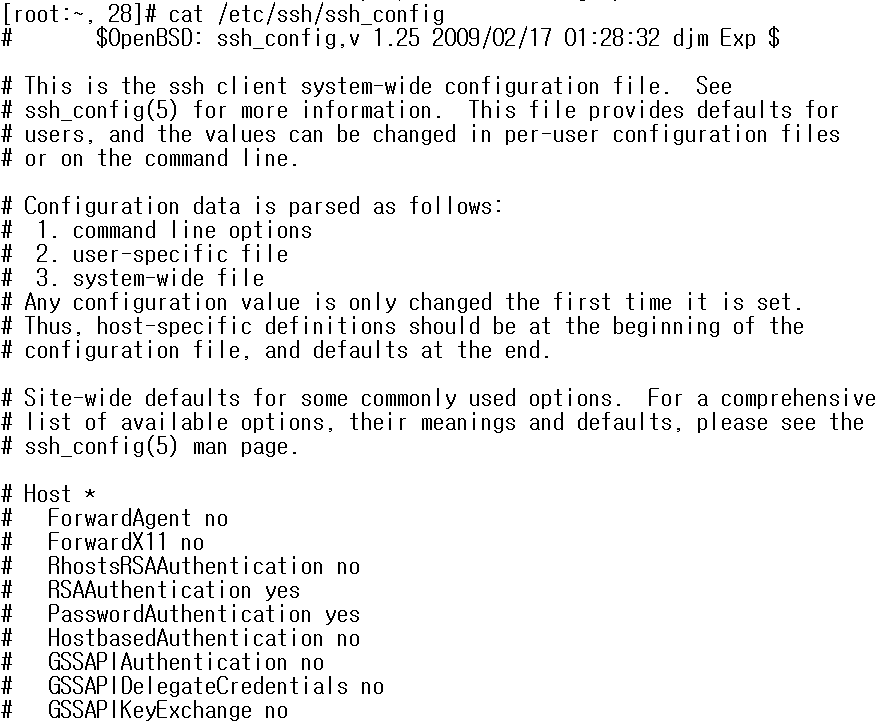 [root:~, 28]# cat /etc/ssh/ssh_config
#       $OpenBSD: ssh_config,v 1.25 2009/02/17 01:28:32 djm Exp $
# This is the ssh client system-wide configuration file.  See
# ssh_config(5) for more information.  This file provides defaults for
# users, and the values can be changed in per-user configuration files
# or on the command line.
# Configuration data is parsed as follows:
#  1. command line options
#  2. user-specific file
#  3. system-wide file
# Any configuration value is only changed the first time it is set.
# Thus, host-specific definitions should be at the beginning of the
# configuration file, and defaults at the end.
# Site-wide defaults for some commonly used options.  For a comprehensive
# list of available options, their meanings and defaults, please see the
# ssh_config(5) man page.
# Host *
#   ForwardAgent no
#   ForwardX11 no
#   RhostsRSAAuthentication no
#   RSAAuthentication yes
#   PasswordAuthentication yes
#   HostbasedAuthentication no
#   GSSAPIAuthentication no
#   GSSAPIDelegateCredentials no
#   GSSAPIKeyExchange no